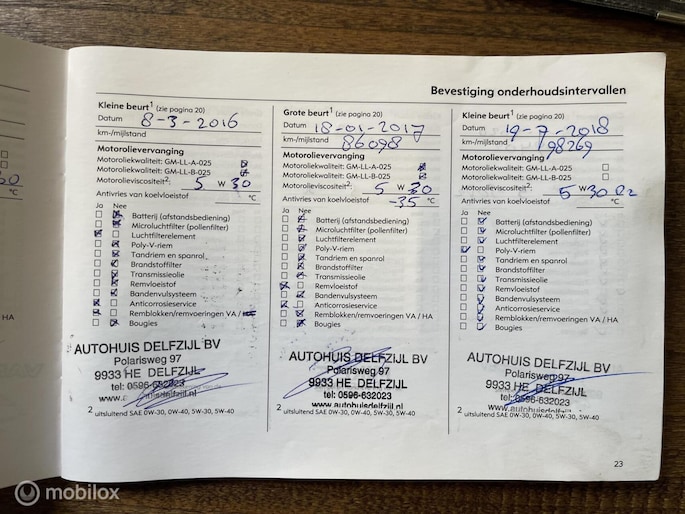 Bevestiging onderhoudsintervallen
Kleine beurt1 (zie pagina 20)
Datum 8-3-2016
km-/mijlstand
Motorolievervanging
Motoroliekwaliteit: GM-LL-A-025
Motoroliekwaliteit: GM-LL-B-025
Motorolieviscositeit2: 5 W 30
Antivries van koelvloeistof °C
Ja Nee
Batterij (afstandsbediening)
Microluchtfilter (pollenfilter)
Luchtfilterelement
Poly-V-riem
Tandriem en spanrol
Brandstoffilter
Transmissieolie
Remvloeistof
Bandenvulsysteem
Anticorrosieservice
Remblokken/remvoeringen VA /
Bougies
AUTOHUIS DELFZIJL BV
Polarisweg 97
9933 HE DELFZIJL
tel: 0596-632023
2 uitsluitend SAE 0W-30, 0W-40, 5W-30, 5W-40
Grote beurt1 (zie pagina 20)
Datum 18-01-2017
km-/mijlstand 86098
Motorolievervanging
Motoroliekwaliteit: GM-LL-A-025
Motoroliekwaliteit: GM-LL-B-025
Motorolieviscositeit2: 5 W 30
Antivries van koelvloeistof -35 °C
Ja Nee
Batterij (afstandsbediening)
Microluchtfilter (pollenfilter)
Luchtfilterelement
Poly-V-riem
Tandriem en spanrol
Brandstoffilter
Transmissieolie
Remvloeistof
Bandenvulsysteem
Anticorrosieservice
Remblokken/remvoeringen VA / HA
Bougies
AUTOHUIS DELFZIJL BV
Polarisweg 97
9933 HE DELFZIJL
tel: 0596-632023
www.autohuisdelfzijl.nl
2 uitsluitend SAE 0W-30, 0W-40, 5W-30, 5W-40
Kleine beurt1 (zie pagina 20)
Datum 19-7-2018
km-/mijlstand 98269
Motorolievervanging
Motoroliekwaliteit: GM-LL-A-025
Motoroliekwaliteit: GM-LL-B-025
Motorolieviscositeit2: 5 W 30
Antivries van koelvloeistof °C
Ja Nee
Batterij (afstandsbediening)
Microluchtfilter (pollenfilter)
Luchtfilterelement
Poly-V-riem
Tandriem en spanrol
Brandstoffilter
Transmissieolie
Remvloeistof
Bandenvulsysteem
Anticorrosieservice
Remblokken/remvoeringen VA / HA
Bougies
AUTOHUIS DELFZIJL BV
Polarisweg 97
9933 HE DELFZIJL
tel: 0596-632023
www.autohuisdelfzijl.nl
2 uitsluitend SAE 0W-30, 0W-40, 5W-30, 5W-40
23
HA
mobilox